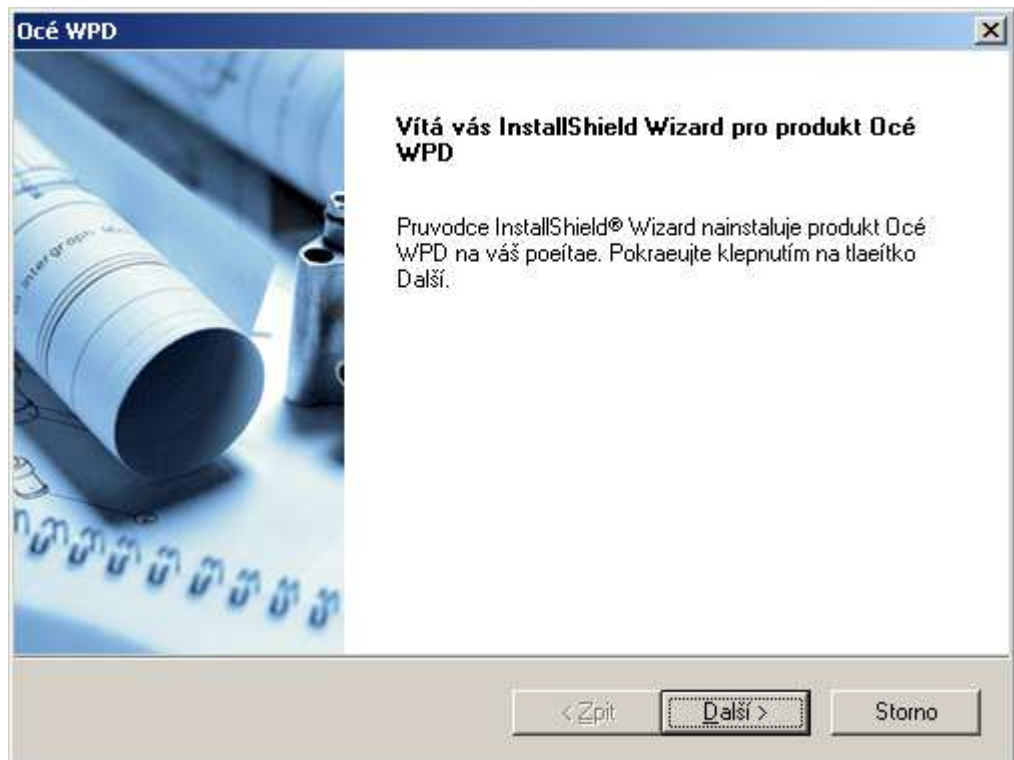 Océ WPD
Vítá vás InstallShield Wizard pro produkt Océ
WPD
Pruvodce InstallShield® Wizard nainstaluje produkt Océ
WPD na váš poeítae. Pokraeujte klepnutím na tlaeítko
Další.
intergraph
< Zpit
Další >
Storno